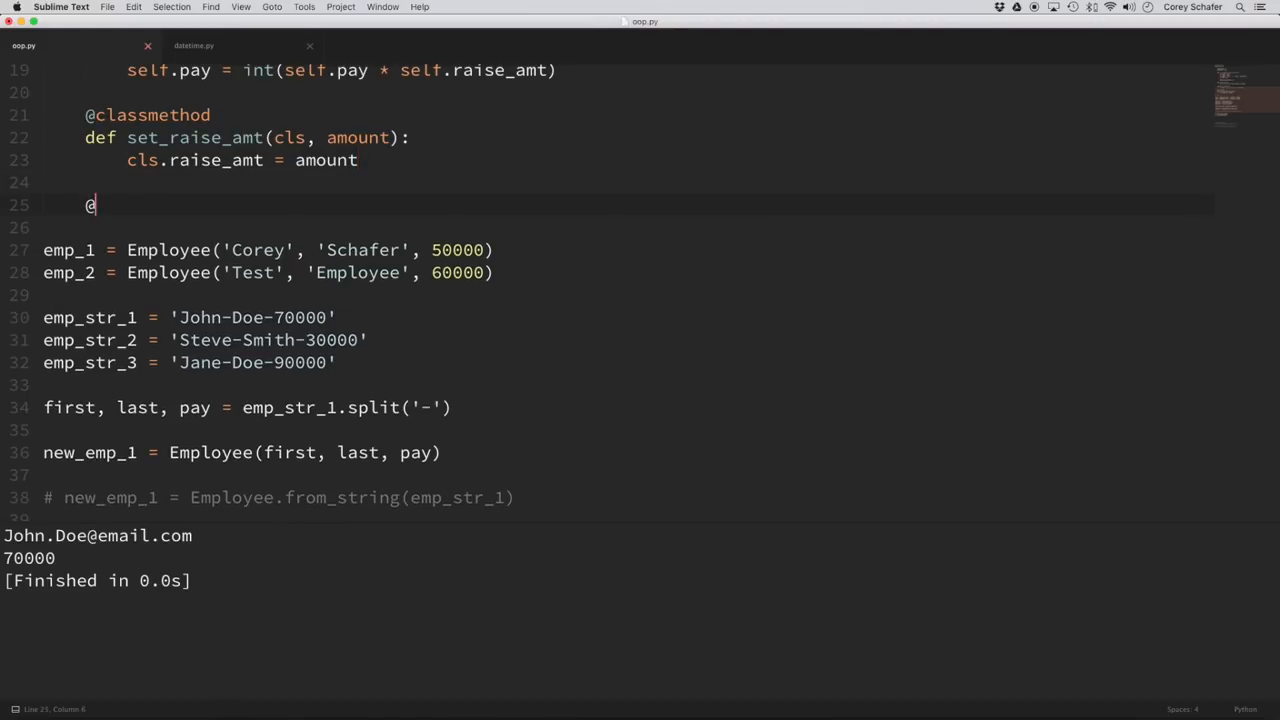 Sublime Text File Edit Selection Find View Goto Tools Project Window Help Corey Schafer
oop.py
oop.py datetime.py
19 self.pay = int(self.pay * self.raise_amt)
20
21 @classmethod
22 def set_raise_amt(cls, amount):
23 cls.raise_amt = amount
24
25 @
26
27 emp_1 = Employee('Corey', 'Schafer', 50000)
28 emp_2 = Employee('Test', 'Employee', 60000)
29
30 emp_str_1 = 'John-Doe-70000'
31 emp_str_2 = 'Steve-Smith-30000'
32 emp_str_3 = 'Jane-Doe-90000'
33
34 first, last, pay = emp_str_1.split('-')
35
36 new_emp_1 = Employee(first, last, pay)
37
38 # new_emp_1 = Employee.from_string(emp_str_1)
39
John.Doe@email.com
70000
[Finished in 0.0s]
Line 25, Column 6 Spaces: 4 Python